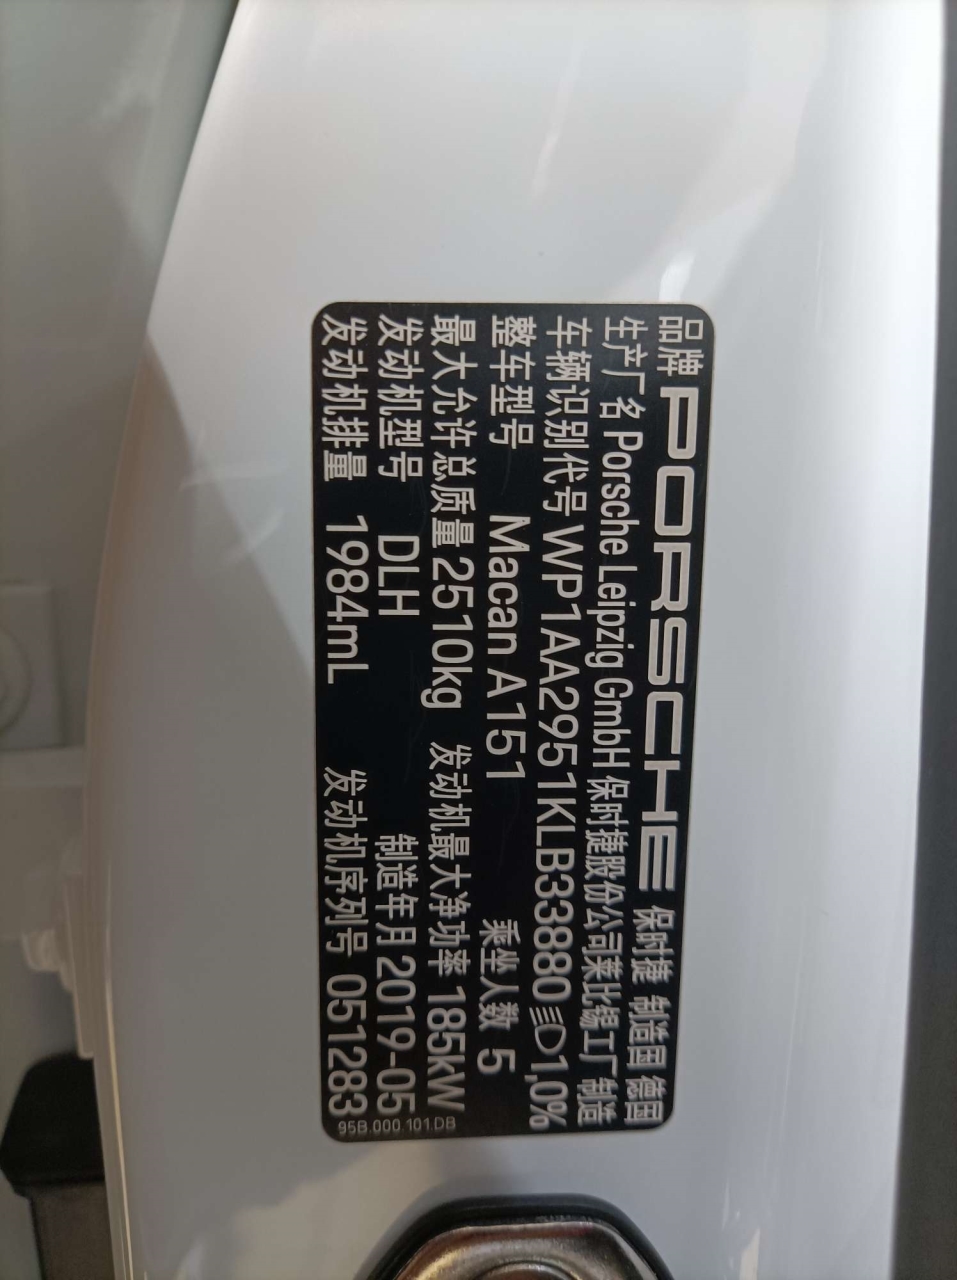 品牌 PORSCHE 保时捷 制造国 德国
生产厂名 Porsche Leipzig GmbH 保时捷股份公司莱比锡工厂制造
车辆识别代号 WP1AA2951KLB33880 1,0%
整车型号 Macan A151 乘坐人数 5
最大允许总质量 2510kg 发动机最大净功率 185kW
发动机型号 DLH 制造年月 2019-05
发动机排量 1984mL 发动机序列号 051283
95B.000.101.DB